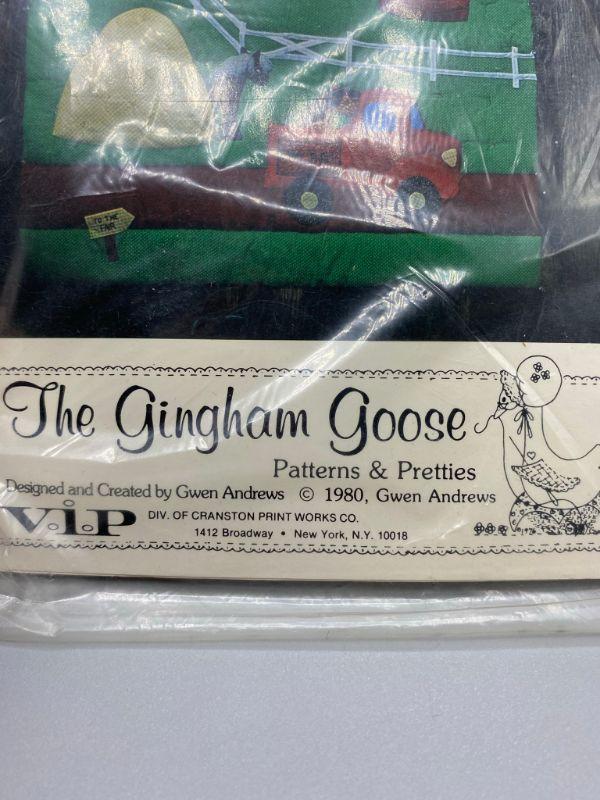 TO THE
FAIR
The Gingham Goose
Patterns & Pretties
Designed and Created by Gwen Andrews © 1980, Gwen Andrews
V.I.P DIV. OF CRANSTON PRINT WORKS CO.
1412 Broadway • New York, N.Y. 10018